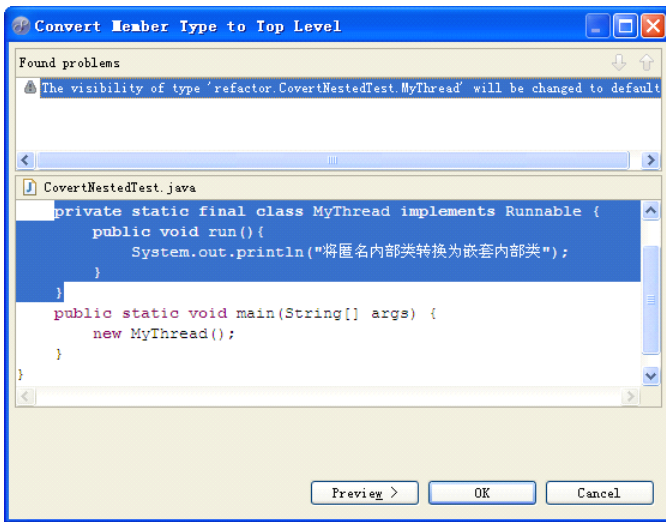 Convert Member Type to Top Level
Found problems
The visibility of type 'refactor.CovertNestedTest.MyThread' will be changed to default
CovertNestedTest.java
private static final class MyThread implements Runnable {
public void run(){
System.out.println("将匿名内部类转换为嵌套内部类");
}
}
public static void main(String[] args) {
new MyThread();
}
}
Preview >
OK
Cancel